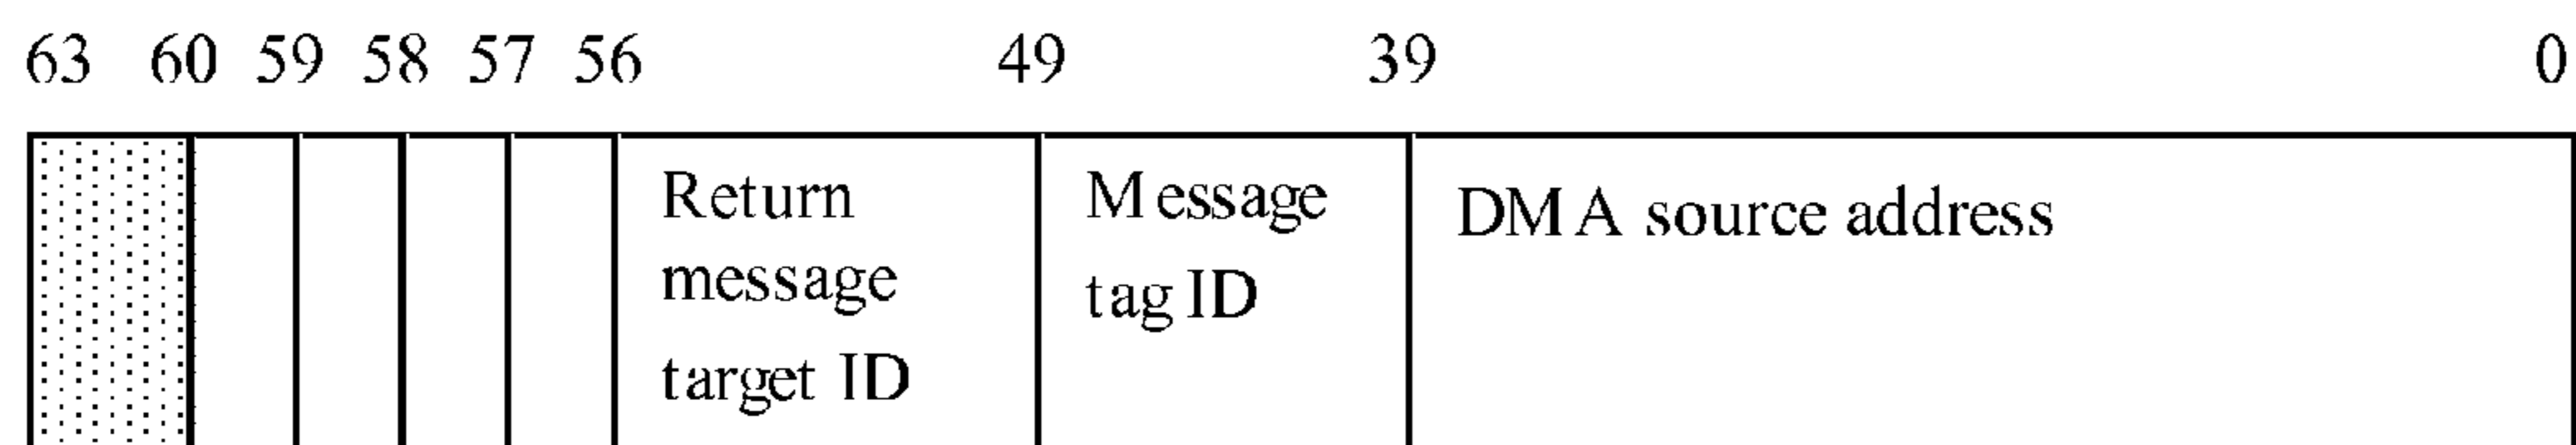 63 60 59 58 57 56 49 39 0
Return
message
target ID
Message
tag ID
DMA source address